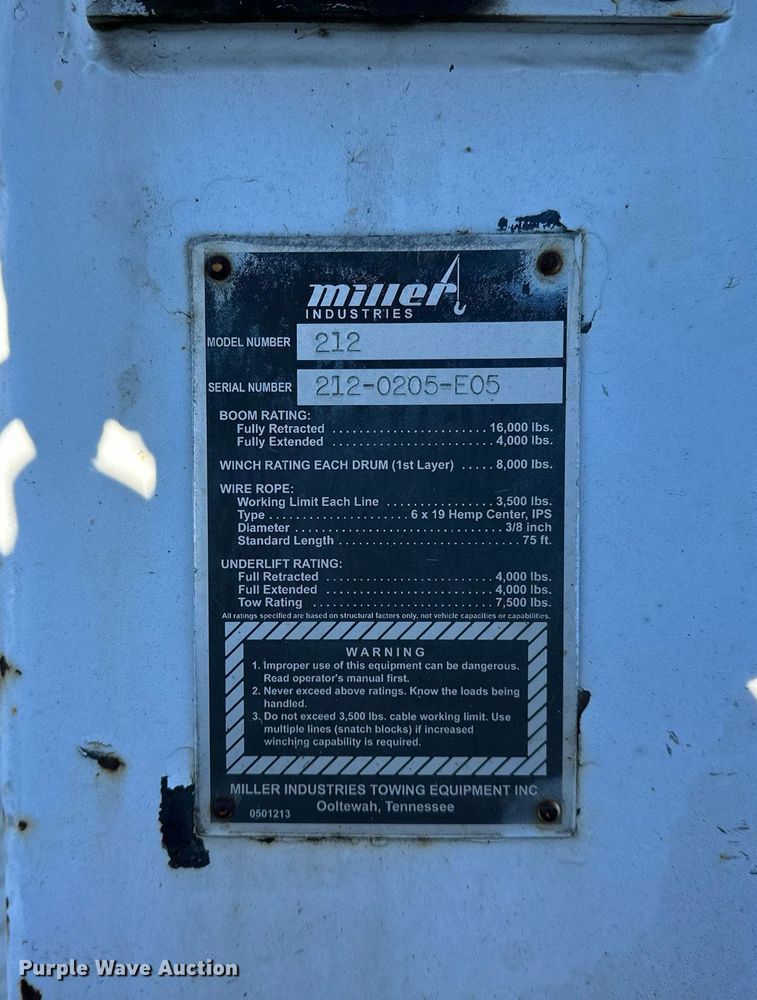 miller
INDUSTRIES
MODEL NUMBER 212
SERIAL NUMBER 212-0205-E05
BOOM RATING:
Fully Retracted ........................ 16,000 lbs.
Fully Extended ......................... 4,000 lbs.
WINCH RATING EACH DRUM (1st Layer) ..... 8,000 lbs.
WIRE ROPE:
Working Limit Each Line ................ 3,500 lbs.
Type ..................... 6 x 19 Hemp Center, IPS
Diameter ................................ 3/8 inch
Standard Length ........................... 75 ft.
UNDERLIFT RATING:
Full Retracted .......................... 4,000 lbs.
Full Extended ........................... 4,000 lbs.
Tow Rating .............................. 7,500 lbs.
All ratings specified are based on structural factors only, not vehicle capacities or capabilities.
WARNING
1. Improper use of this equipment can be dangerous.
Read operator's manual first.
2. Never exceed above ratings. Know the loads being
handled.
3. Do not exceed 3,500 lbs. cable working limit. Use
multiple lines (snatch blocks) if increased
winching capability is required.
MILLER INDUSTRIES TOWING EQUIPMENT INC
Ooltewah, Tennessee
0501213
Purple Wave Auction